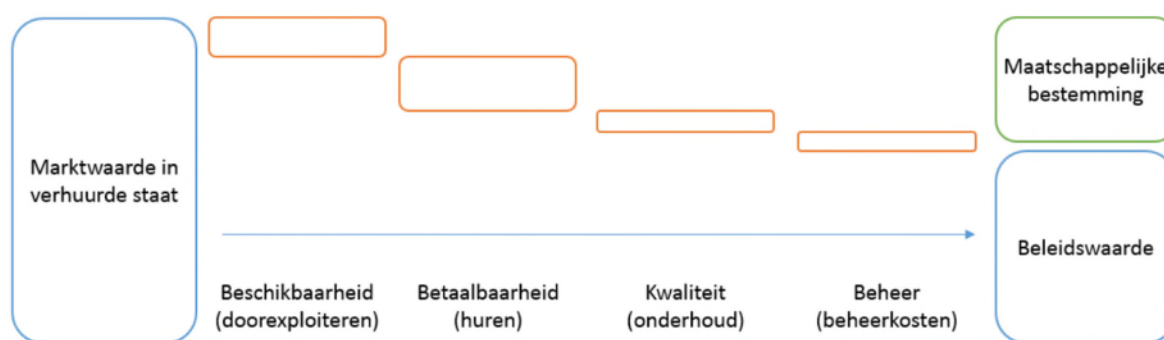 Marktwaarde in
verhuurde staat
Beschikbaarheid
(doorexploiteren)
Betaalbaarheid
(huren)
Kwaliteit
(onderhoud)
Beheer
(beheerkosten)
Maatschappelijke
bestemming
Beleidswaarde